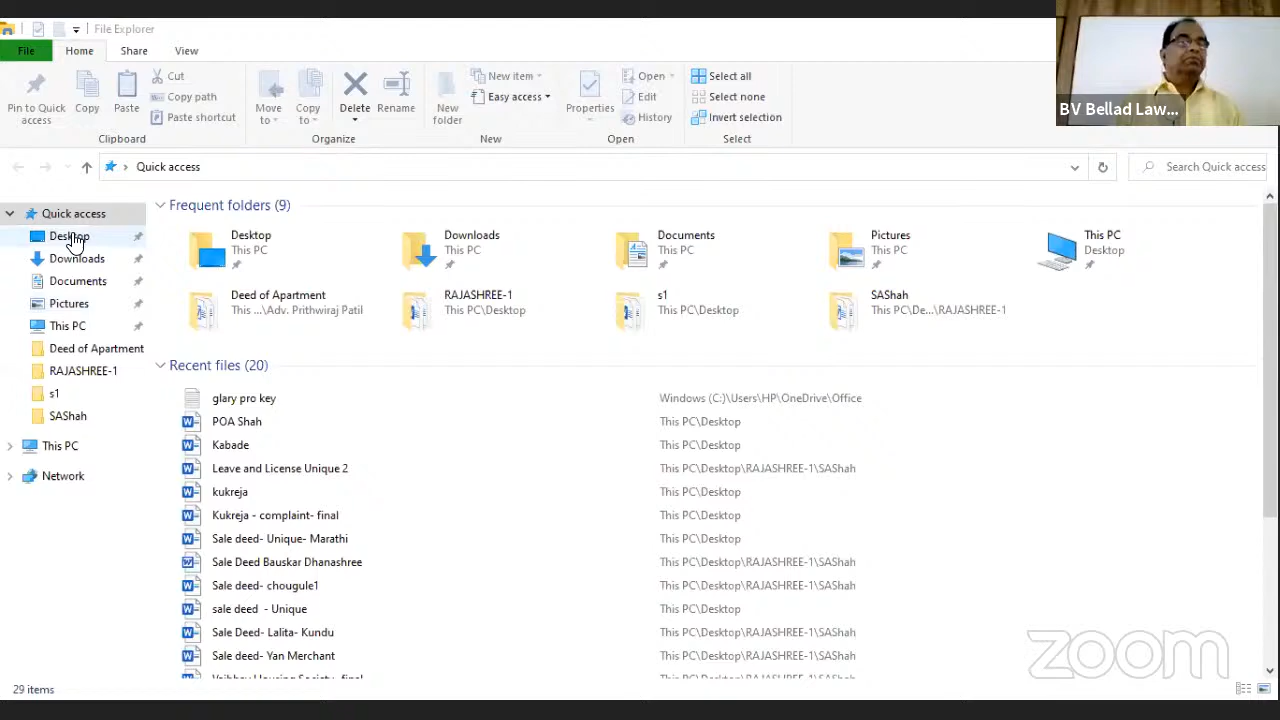 File Explorer
File Home Share View
Pin to Quick access
Copy
Paste
Cut
Copy path
Paste shortcut
Clipboard
Move to
Copy to
Delete
Rename
Organize
New folder
New item
Easy access
New
Properties
Open
Edit
History
Open
Select all
Select none
Invert selection
Select
BV Bellad Law...
Quick access
Search Quick access
Quick access
Desktop
Downloads
Documents
Pictures
This PC
Deed of Apartment
RAJASHREE-1
s1
SAShah
This PC
Network
Frequent folders (9)
Desktop
This PC
Downloads
This PC
Documents
This PC
Pictures
This PC
This PC
Desktop
Deed of Apartment
This ...\Adv. Prithwiraj Patil
RAJASHREE-1
This PC\Desktop
s1
This PC\Desktop
SAShah
This PC\De...\RAJASHREE-1
Recent files (20)
glary pro key Windows (C:)\Users\HP\OneDrive\Office
POA Shah This PC\Desktop
Kabade This PC\Desktop
Leave and License Unique 2 This PC\Desktop\RAJASHREE-1\SAShah
kukreja This PC\Desktop
Kukreja - complaint- final This PC\Desktop
Sale deed- Unique- Marathi This PC\Desktop
Sale Deed Bauskar Dhanashree This PC\Desktop\RAJASHREE-1\SAShah
Sale deed- chougule1 This PC\Desktop\RAJASHREE-1\SAShah
sale deed - Unique This PC\Desktop
Sale Deed- Lalita- Kundu This PC\Desktop\RAJASHREE-1\SAShah
Sale deed- Yan Merchant This PC\Desktop\RAJASHREE-1\SAShah
zoom
29 items